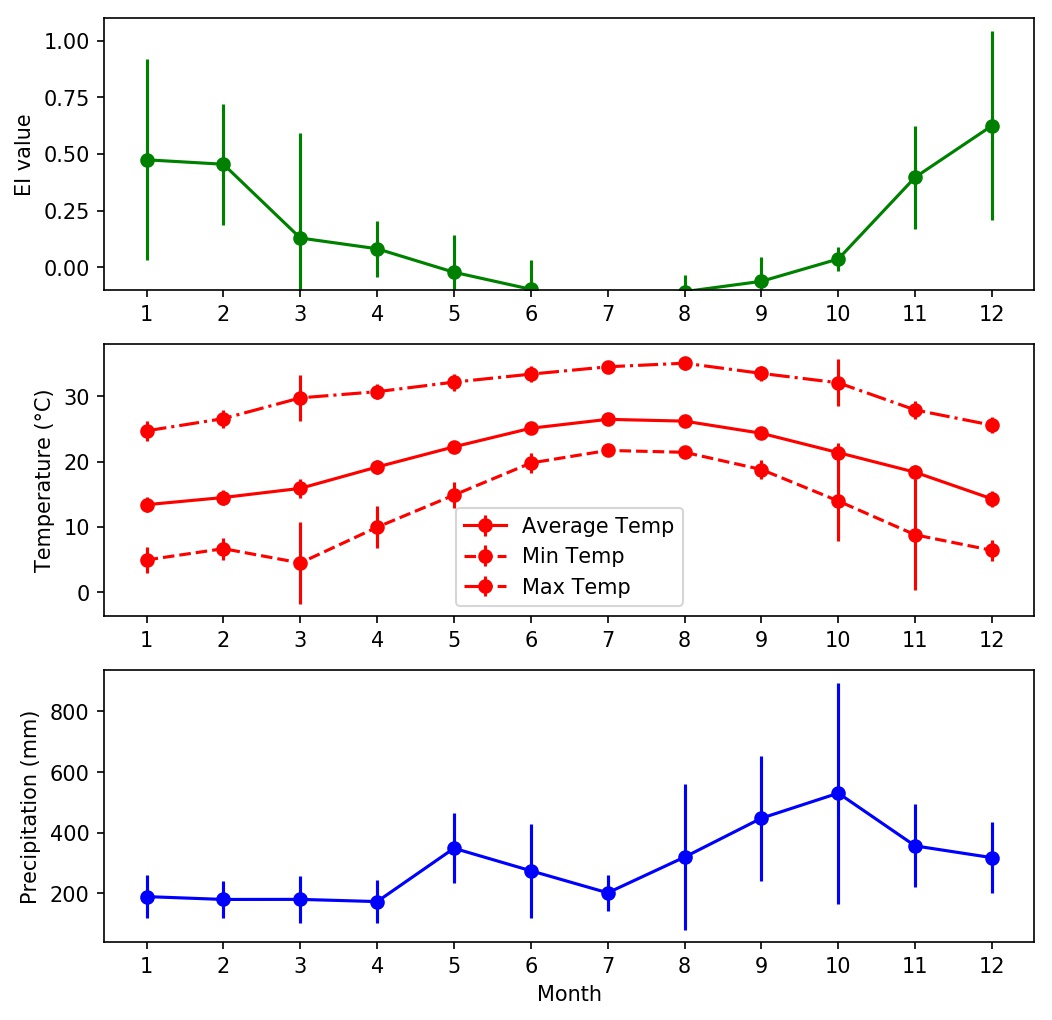 1.00
0.75
0.50
0.25
0.00
EI value
1 2 3 4 5 6 7 8 9 10 11 12
30
20
10
0
Temperature (°C)
Average Temp
Min Temp
Max Temp
1 2 3 4 5 6 7 8 9 10 11 12
800
600
400
200
Precipitation (mm)
1 2 3 4 5 6 7 8 9 10 11 12
Month